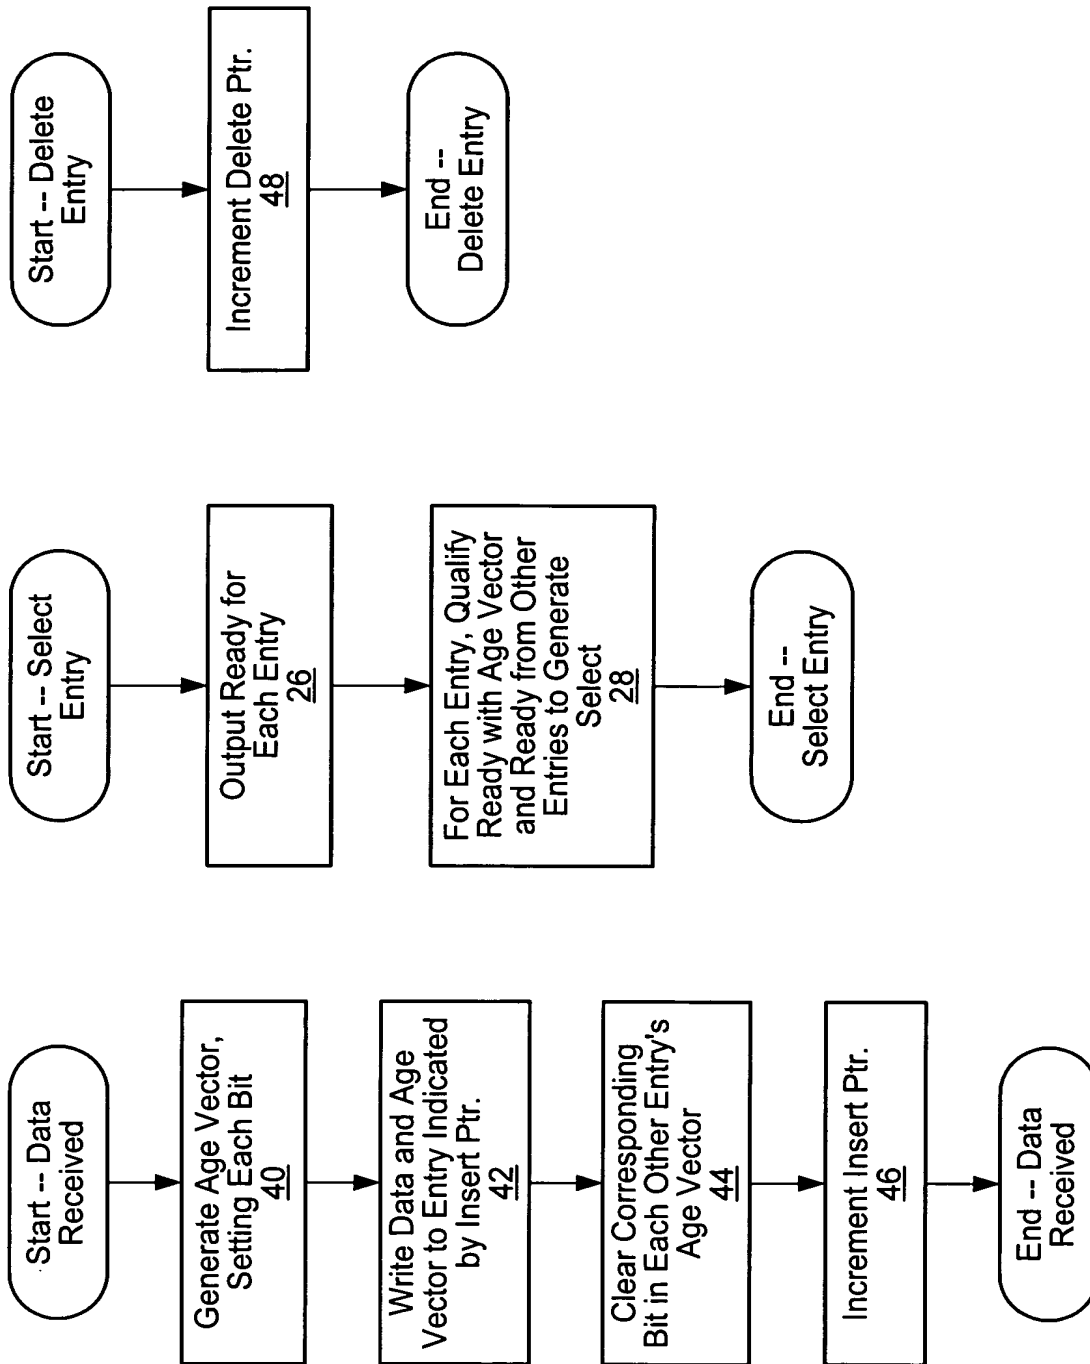 Start -- Data
Received
Generate Age Vector,
Setting Each Bit
40
Write Data and Age
Vector to Entry Indicated
by Insert Ptr.
42
Clear Corresponding
Bit in Each Other Entry's
Age Vector
44
Increment Insert Ptr.
46
End -- Data
Received
Start -- Select
Entry
Output Ready for
Each Entry
26
For Each Entry, Qualify
Ready with Age Vector
and Ready from Other
Entries to Generate
Select
28
End --
Select Entry
Start -- Delete
Entry
Increment Delete Ptr.
48
End --
Delete Entry